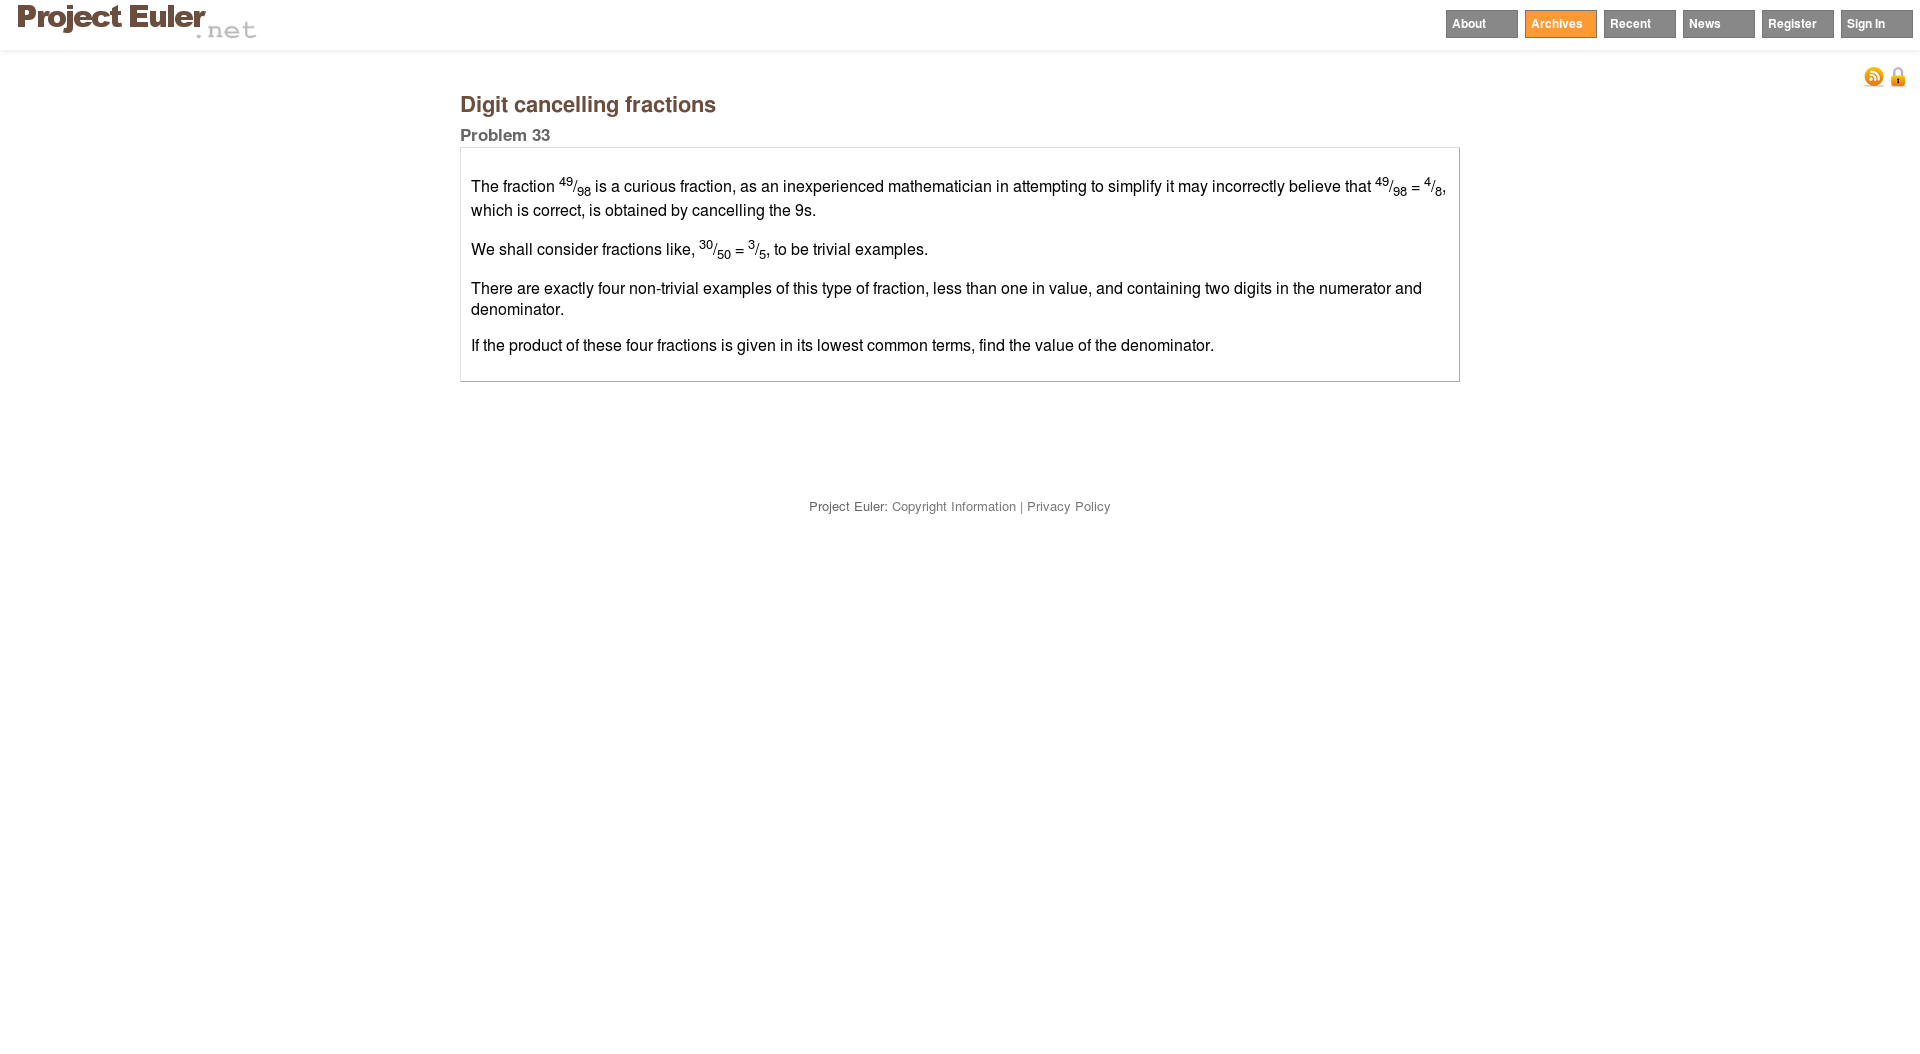 Project Euler.net
About Archives Recent News Register Sign In
Digit cancelling fractions
Problem 33
The fraction 49/98 is a curious fraction, as an inexperienced mathematician in attempting to simplify it may incorrectly believe that 49/98 = 4/8,
which is correct, is obtained by cancelling the 9s.
We shall consider fractions like, 30/50 = 3/5, to be trivial examples.
There are exactly four non-trivial examples of this type of fraction, less than one in value, and containing two digits in the numerator and
denominator.
If the product of these four fractions is given in its lowest common terms, find the value of the denominator.
Project Euler: Copyright Information | Privacy Policy